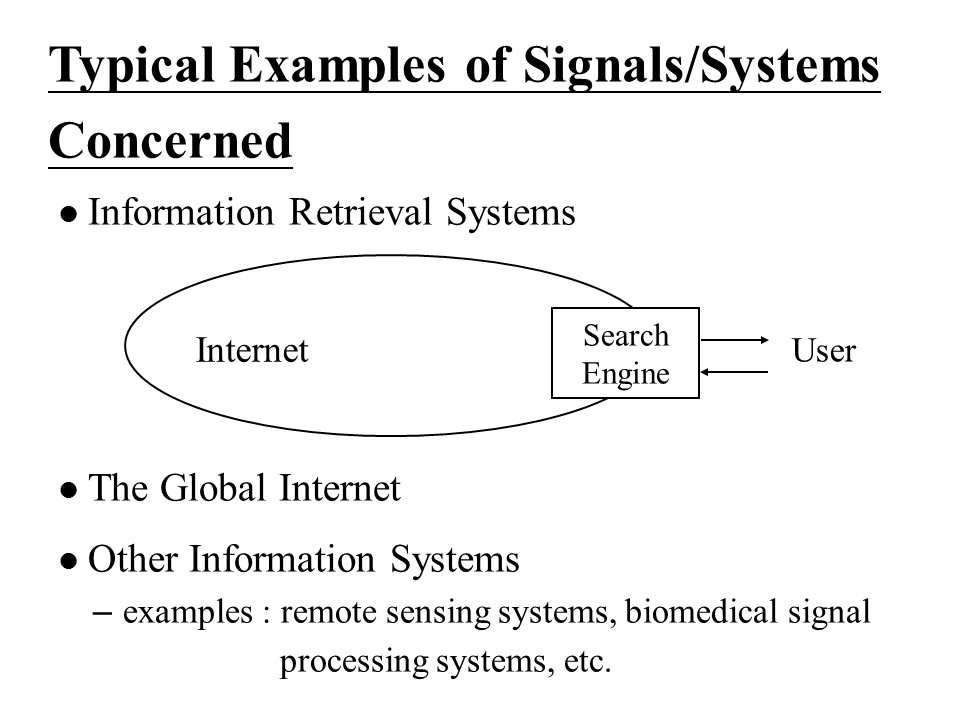 Typical Examples of Signals/Systems
Concerned
● Information Retrieval Systems
Internet
Search
Engine
User
● The Global Internet
● Other Information Systems
– examples : remote sensing systems, biomedical signal
processing systems, etc.